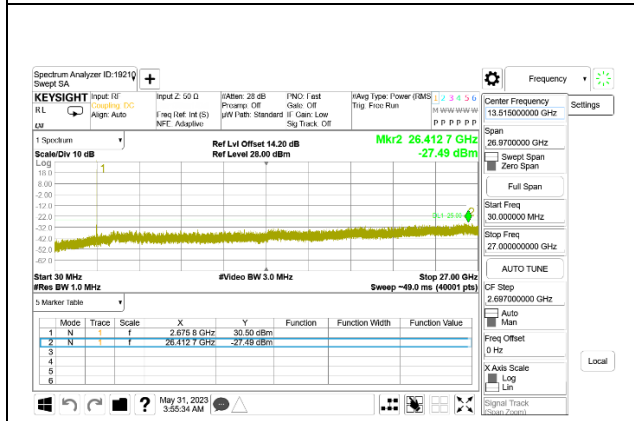 Spectrum Analyzer ID:19210
Swept SA
+
Frequency
KEYSIGHT
RL
Input: RF
Coupling: DC
Align: Auto
Input Z: 50 Ω
Freq Ref: Int (S)
NFE: Adaptive
#Atten: 28 dB
Preamp: Off
µW Path: Standard
PNO: Fast
Gate: Off
IF Gain: Low
Sig Track: Off
#Avg Type: Power (RMS)
Trig: Free Run
1 2 3 4 5 6
M W W W W W
P P P P P P
1 Spectrum
Scale/Div 10 dB
Ref Lvl Offset 14.20 dB
Ref Level 28.00 dBm
Mkr2 26.412 7 GHz
-27.49 dBm
Log
18.0
8.00
-2.00
-12.0
-22.0
-32.0
-42.0
-52.0
-62.0
1
Start 30 MHz
#Res BW 1.0 MHz
#Video BW 3.0 MHz
Stop 27.00 GHz
Sweep ~49.0 ms (40001 pts)
5 Marker Table
Mode Trace Scale X Y Function Function Width Function Value
1 N 1 f 2.675 8 GHz 30.50 dBm
2 N 1 f 26.412 7 GHz -27.49 dBm
3
4
5
6
May 31, 2023
3:55:34 AM
?
Center Frequency
13.515000000 GHz
Settings
Span
26.9700000 GHz
Swept Span
Zero Span
Full Span
Start Freq
30.000000 MHz
Stop Freq
27.000000000 GHz
AUTO TUNE
CF Step
2.697000000 GHz
Auto
Man
Freq Offset
0 Hz
X Axis Scale
Log
Lin
Signal Track
(Span Zoom)
Local